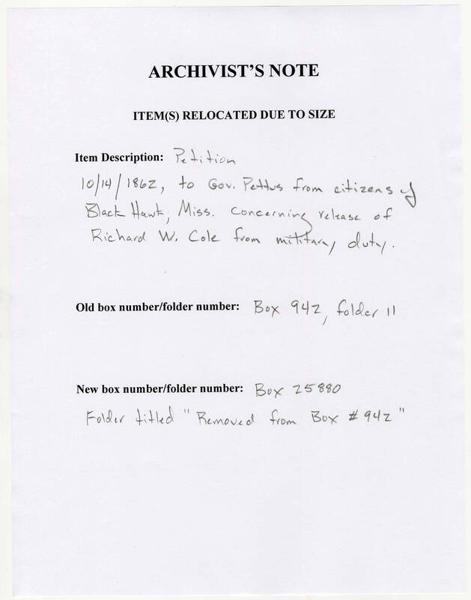 ARCHIVIST'S NOTE
ITEM(S) RELOCATED DUE TO SIZE
Item Description: Petition
10/14/1862, to Gov. Pettus from citizens of
Black Hawk, Miss. concerning release of
Richard W. Cole from military duty.
Old box number/folder number: Box 942, folder 11
New box number/folder number: Box 25880
Folder titled "Removed from Box #942"